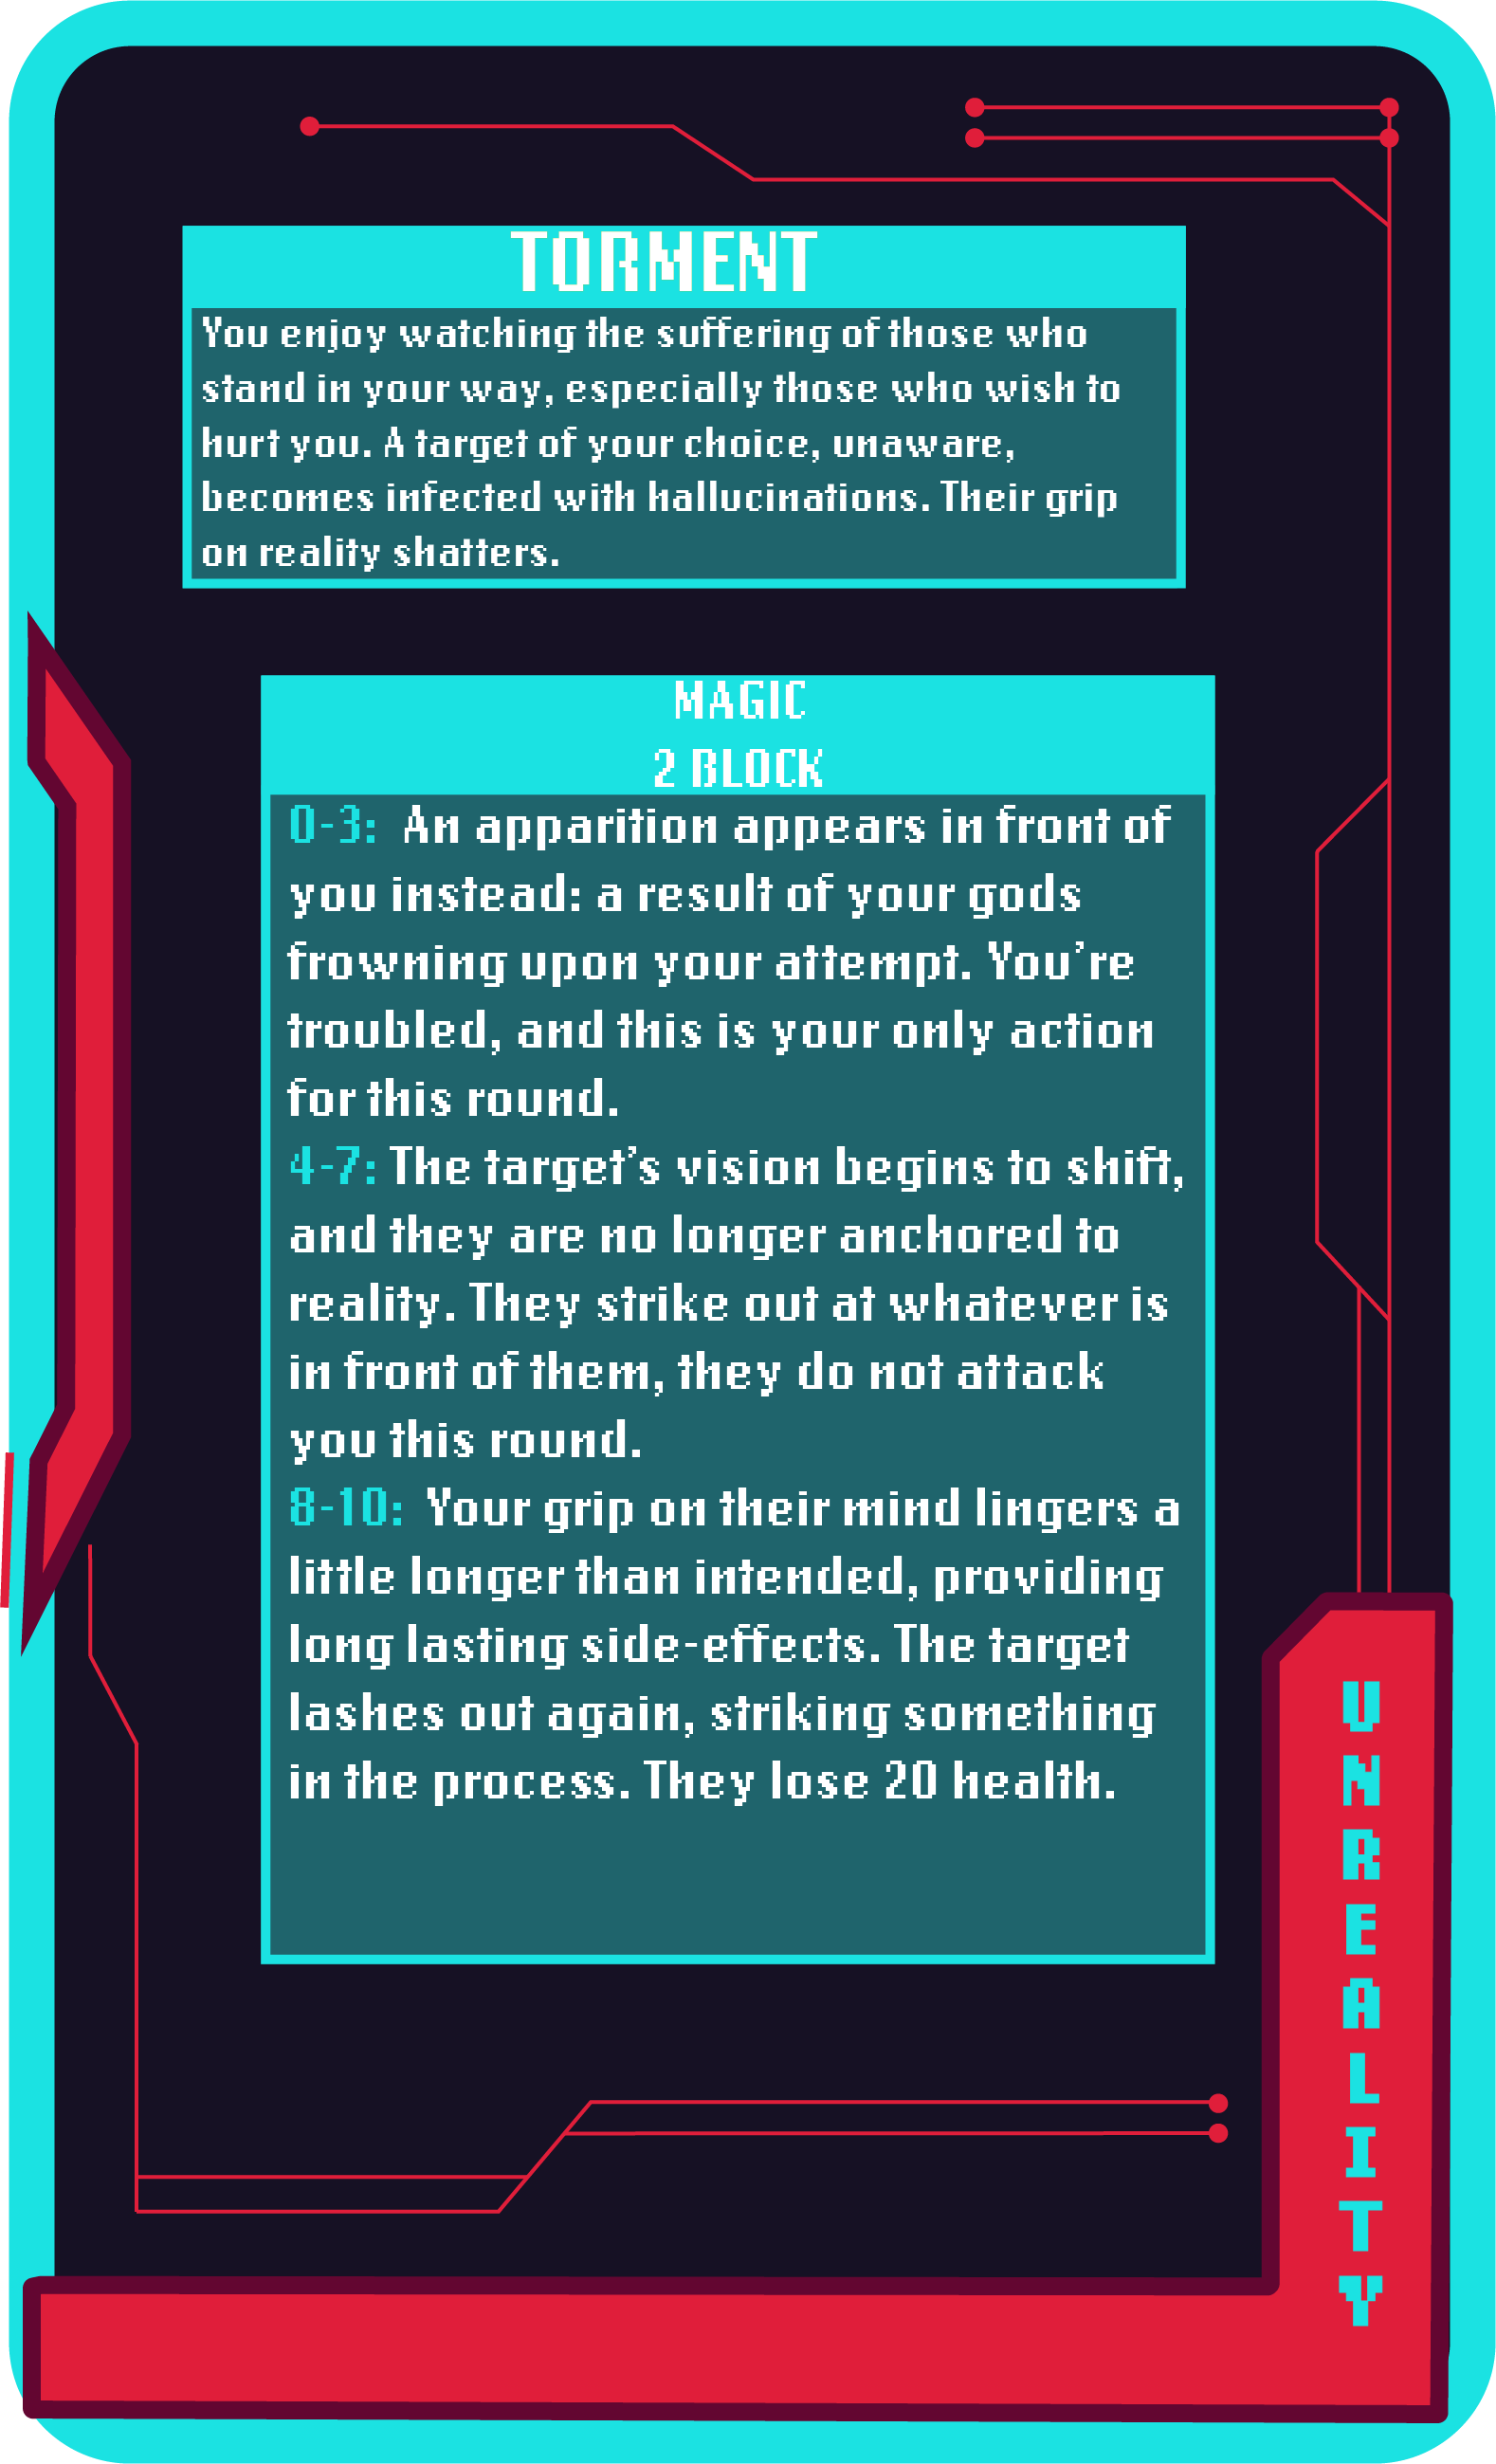 TORMENT
You enjoy watching the suffering of those who
stand in your way, especially those who wish to
hurt you. A target of your choice, unaware,
becomes infected with hallucinations. Their grip
on reality shatters.
MAGIC
2 BLOCK
0-3: An apparition appears in front of
you instead: a result of your gods
frowning upon your attempt. You're
troubled, and this is your only action
for this round.
4-7: The target's vision begins to shift,
and they are no longer anchored to
reality. They strike out at whatever is
in front of them, they do not attack
you this round.
8-10: Your grip on their mind lingers a
little longer than intended, providing
long lasting side-effects. The target
lashes out again, striking something
in the process. They lose 20 health.
UNREALITY